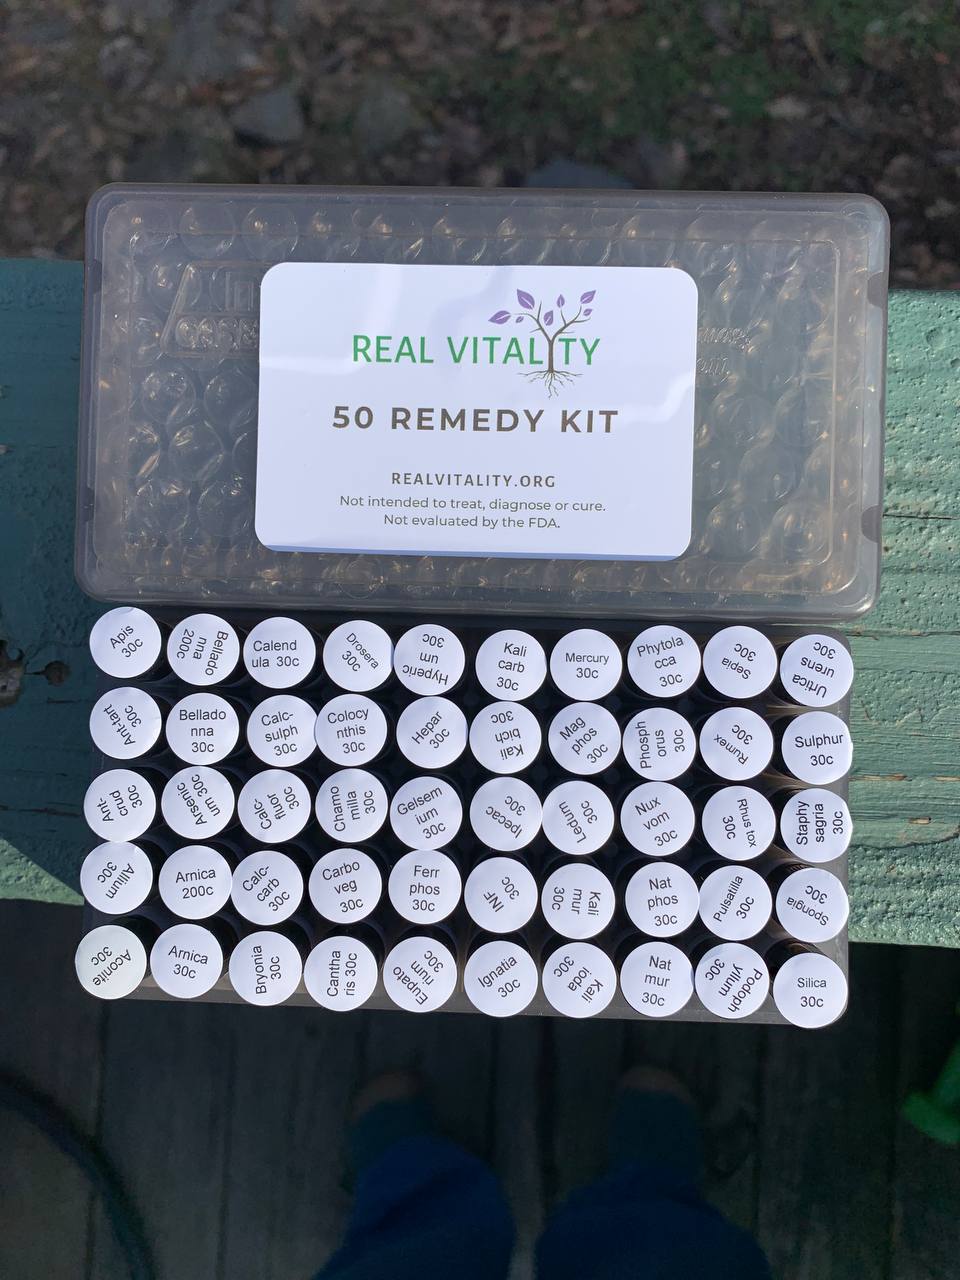 REAL VITALITY
50 REMEDY KIT
REALVITALITY.ORG
Not intended to treat, diagnose or cure.
Not evaluated by the FDA.
Apis
30c
Bellado
nna
200c
Calend
ula 30c
Drosera
30c
Hyperic
um
30c
Kali
carb
30c
Mercury
30c
Phytola
cca
30c
Sepia
30c
Urtica
urens
30c
Ant-tart
30c
Bellado
nna
30c
Calc-
sulph
30c
Colocy
nthis
30c
Hepar
30c
Kali
bich
30c
Mag
phos
30c
Phosph
orus
30c
Rumex
30c
Sulphur
30c
Ant-
crud
30c
Arsenic
um 30c
Calc-
fluor
30c
Chamo
milla
30c
Gelsem
ium
30c
Ipecac
30c
Ledum
30c
Nux
vom
30c
Rhus tox
30c
Staphy
sagria
30c
Allium
30c
Arnica
200c
Calc-
carb
30c
Carbo
veg
30c
Ferr
phos
30c
INF
30c
Kali
mur
30c
Nat
phos
30c
Pulsatilla
30c
Spongia
30c
Aconite
30c
Arnica
30c
Bryonia
30c
Cantha
ris 30c
Eupato
rium
30c
Ignatia
30c
Kali
ioda
30c
Nat
mur
30c
Podoph
yllum
30c
Silica
30c